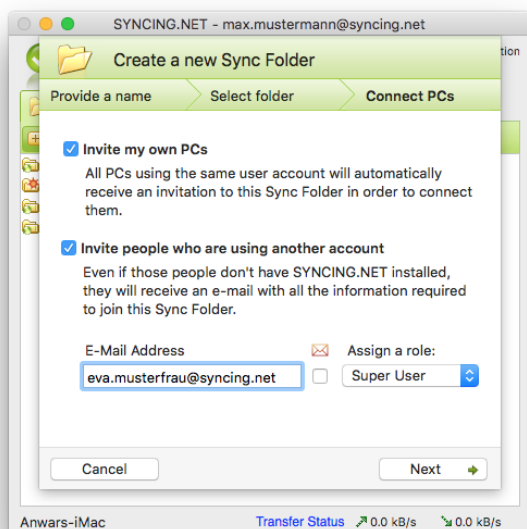 SYNCING.NET - max.mustermann@syncing.net
tion
Create a new Sync Folder
Provide a name
Select folder
Connect PCs
Invite my own PCs
All PCs using the same user account will automatically
receive an invitation to this Sync Folder in order to connect
them.
Invite people who are using another account
Even if those people don't have SYNCING.NET installed,
they will receive an e-mail with all the information required
to join this Sync Folder.
E-Mail Address
Assign a role:
eva.musterfrau@syncing.net
Super User
Cancel
Next
Anwars-iMac
Transfer Status
0.0 kB/s
0.0 kB/s